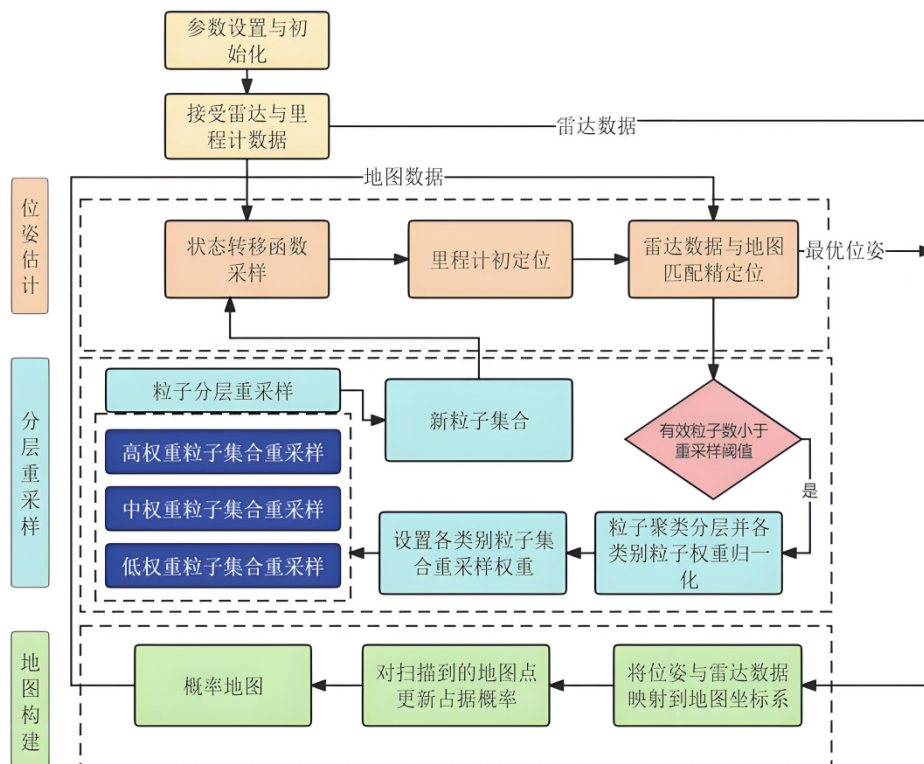 参数设置与初
始化
接受雷达与里
程计数据
雷达数据
地图数据
位
姿
估
计
状态转移函数
采样
里程计初定位
雷达数据与地图
匹配精定位
最优位姿
分
层
重
采
样
粒子分层重采样
新粒子集合
有效粒子数小于
重采样阈值
是
高权重粒子集合重采样
中权重粒子集合重采样
低权重粒子集合重采样
设置各类别粒子集
合重采样权重
粒子聚类分层并各
类别粒子权重归一
化
地
图
构
建
概率地图
对扫描到的地图点
更新占据概率
将位姿与雷达数据
映射到地图坐标系